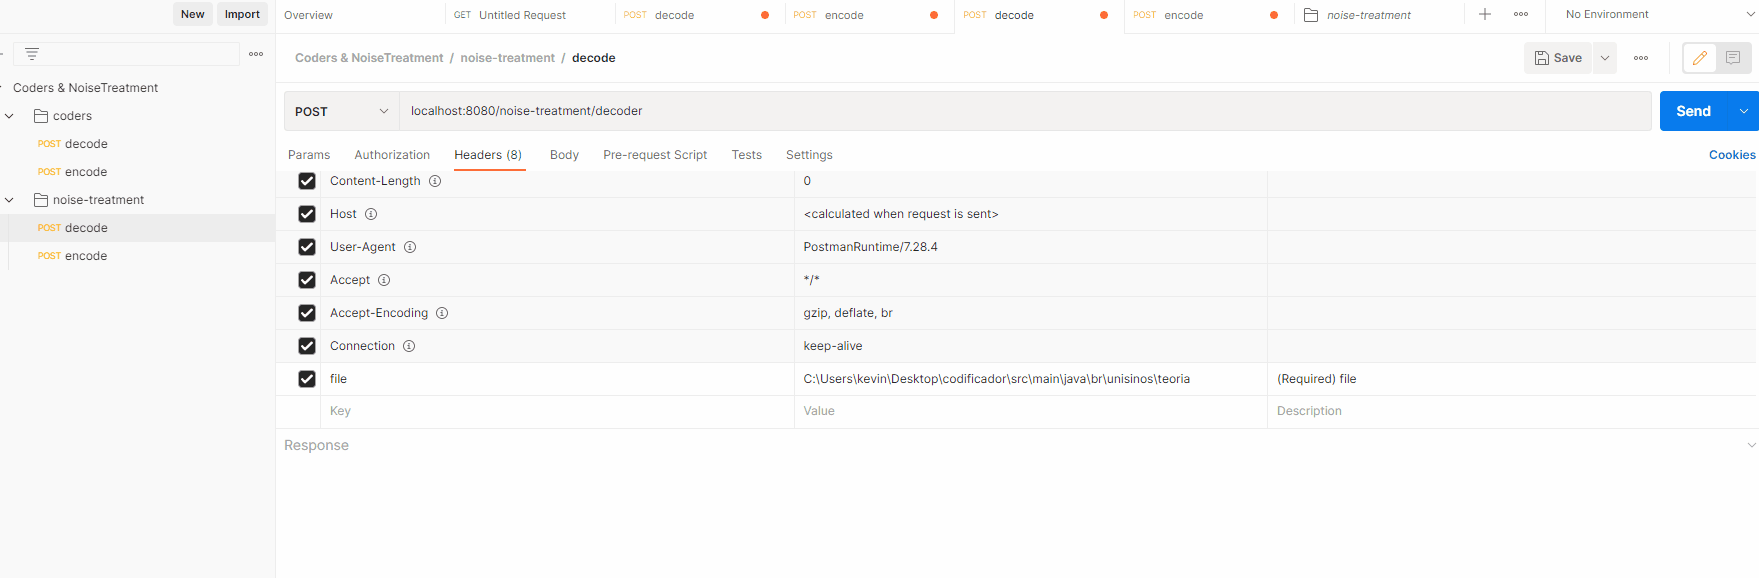 New Import
Overview GET Untitled Request POST decode POST encode POST decode POST encode noise-treatment No Environment
Coders & NoiseTreatment / noise-treatment / decode Save
Coders & NoiseTreatment
coders
POST decode
POST encode
noise-treatment
POST decode
POST encode
POST localhost:8080/noise-treatment/decoder Send
Params Authorization Headers (8) Body Pre-request Script Tests Settings Cookies
Content-Length 0
Host <calculated when request is sent>
User-Agent PostmanRuntime/7.28.4
Accept */*
Accept-Encoding gzip, deflate, br
Connection keep-alive
file C:\Users\kevin\Desktop\codificador\src\main\java\br\unisinos\teoria (Required) file
Key Value Description
Response